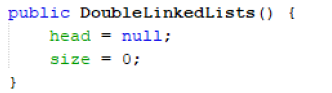 public DoubleLinkedLists() {
    head = null;
    size = 0;
}